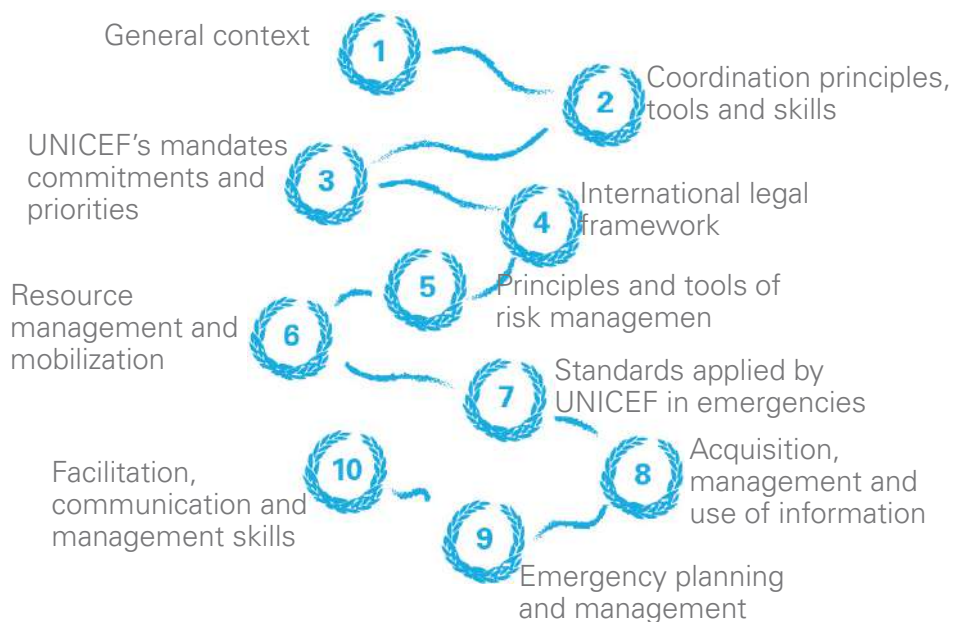 General context
1
2
Coordination principles,
tools and skills
UNICEF's mandates
commitments and
priorities
3
4
International legal
framework
5
Principles and tools of
risk managemen
Resource
management and
mobilization
6
7
Standards applied by
UNICEF in emergencies
8
Acquisition,
management and
use of information
10
Facilitation,
communication and
management skills
9
Emergency planning
and management